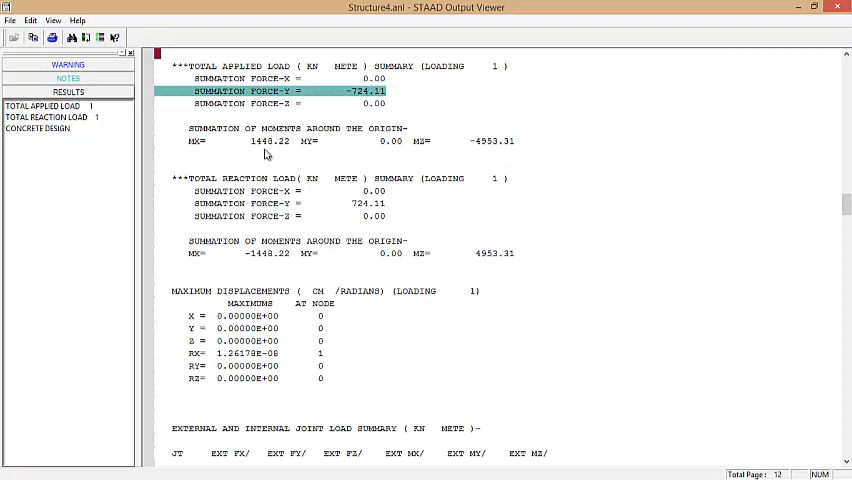 Structure4.anl - STAAD Output Viewer
File Edit View Help
WARNING
NOTES
RESULTS
TOTAL APPLIED LOAD 1
TOTAL REACTION LOAD 1
CONCRETE DESIGN
***TOTAL APPLIED LOAD ( KN METE ) SUMMARY (LOADING 1 )
SUMMATION FORCE-X = 0.00
SUMMATION FORCE-Y = -724.11
SUMMATION FORCE-Z = 0.00
SUMMATION OF MOMENTS AROUND THE ORIGIN-
MX= 1448.22 MY= 0.00 MZ= -4953.31
***TOTAL REACTION LOAD( KN METE ) SUMMARY (LOADING 1 )
SUMMATION FORCE-X = 0.00
SUMMATION FORCE-Y = 724.11
SUMMATION FORCE-Z = 0.00
SUMMATION OF MOMENTS AROUND THE ORIGIN-
MX= -1448.22 MY= 0.00 MZ= 4953.31
MAXIMUM DISPLACEMENTS ( CM /RADIANS) (LOADING 1)
MAXIMUMS AT NODE
X = 0.00000E+00 0
Y = 0.00000E+00 0
Z = 0.00000E+00 0
RX= 1.26178E-08 1
RY= 0.00000E+00 0
RZ= 0.00000E+00 0
EXTERNAL AND INTERNAL JOINT LOAD SUMMARY ( KN METE )-
JT EXT FX/ EXT FY/ EXT FZ/ EXT MX/ EXT MY/ EXT MZ/
Total Page: 12 NUM